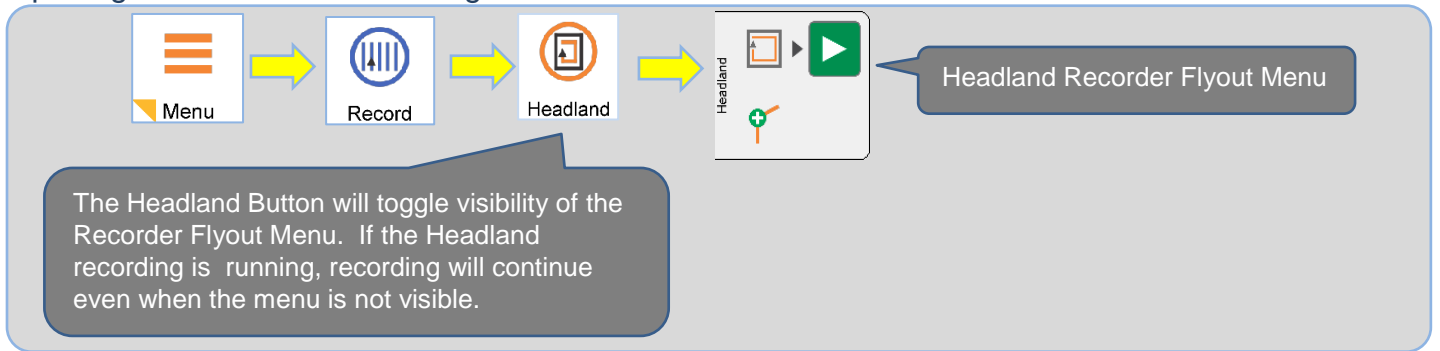 Menu
Record
Headland
Headland
Headland Recorder Flyout Menu
The Headland Button will toggle visibility of the
Recorder Flyout Menu. If the Headland
recording is running, recording will continue
even when the menu is not visible.